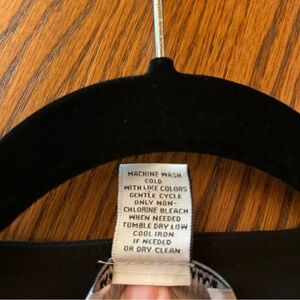 MACHINE WASH
COLD
WITH LIKE COLORS
GENTLE CYCLE
ONLY NON-
CHLORINE BLEACH
WHEN NEEDED
TUMBLE DRY LOW
COOL IRON
IF NEEDED
OR DRY CLEAN